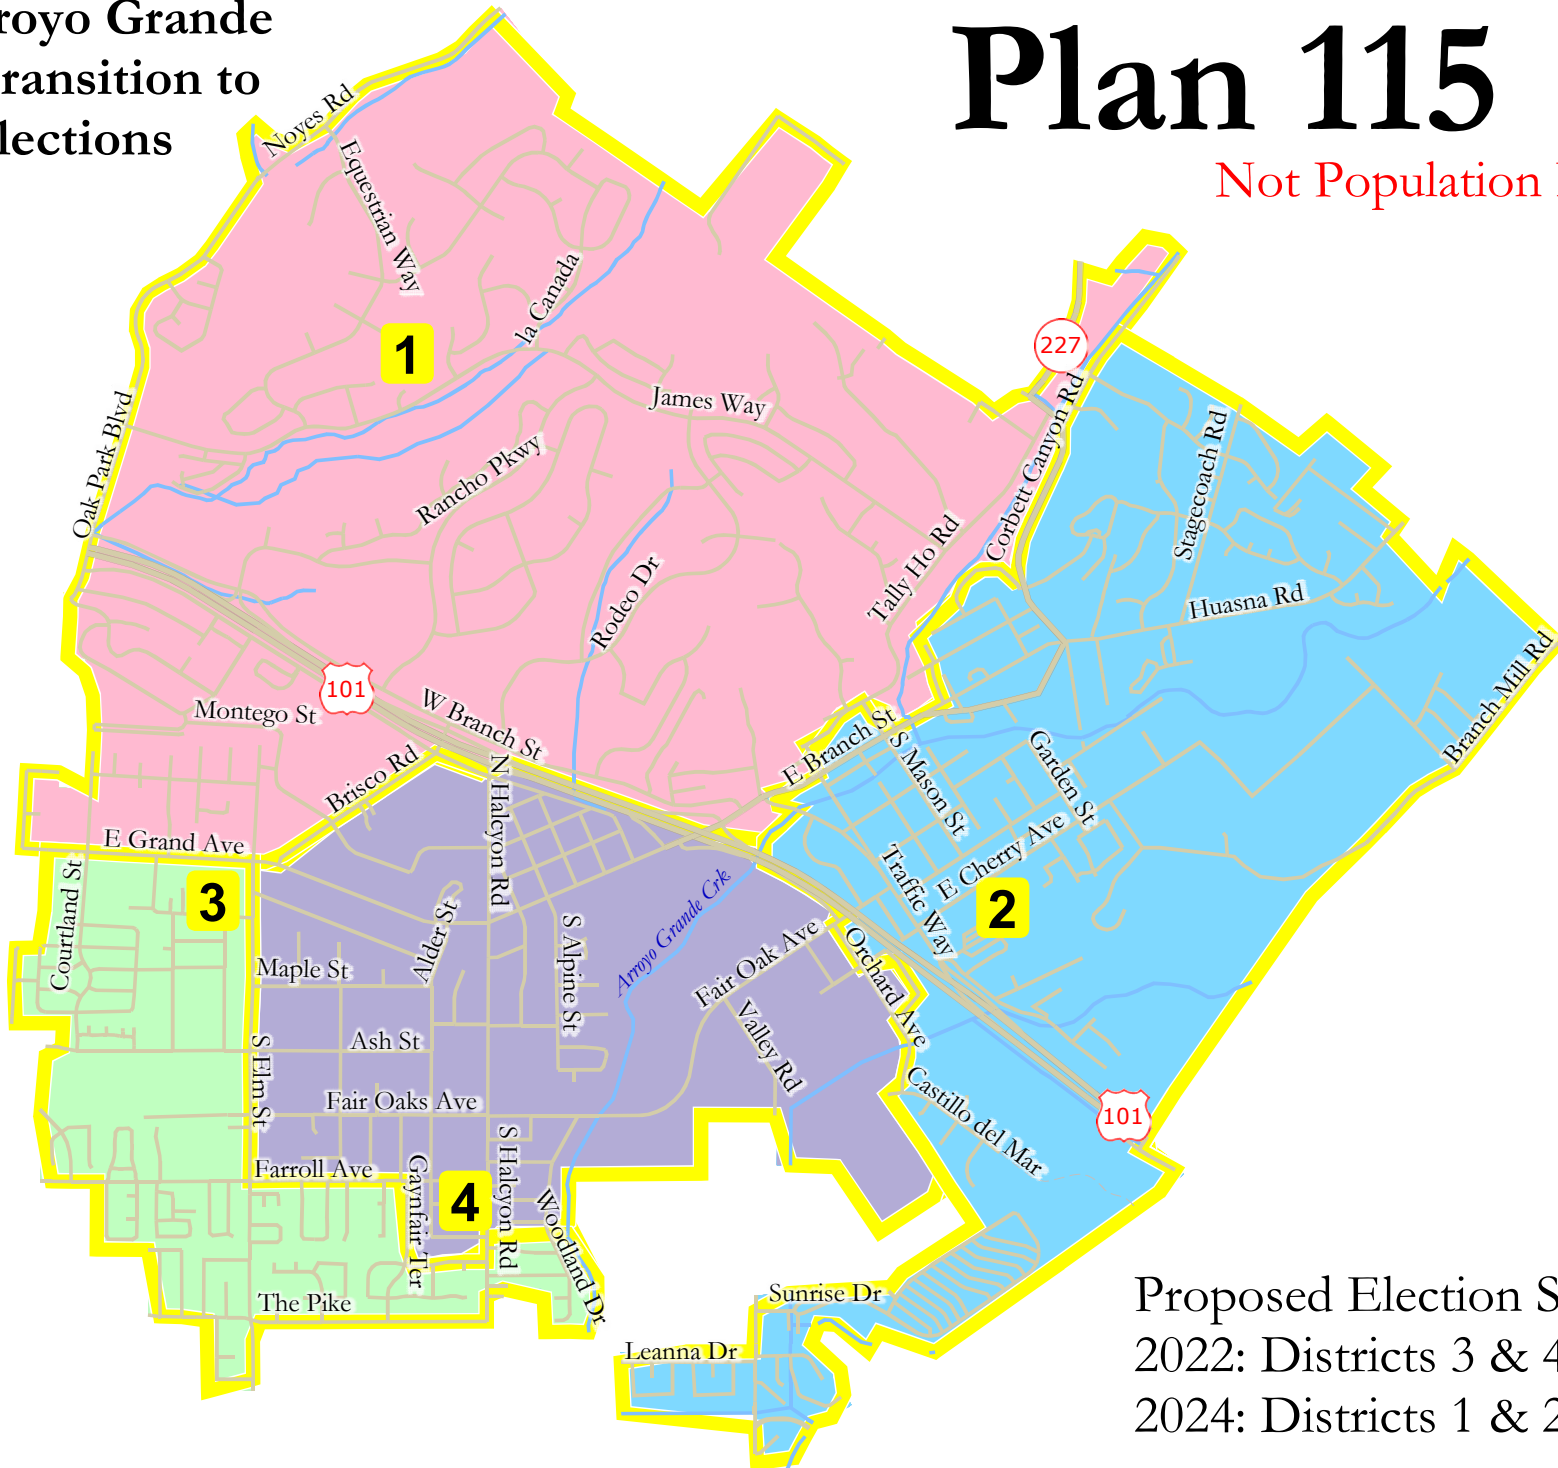 royo Grande
ransition to
lections
Plan 115
Not Population
Noyes Rd
Equestrian Way
la Canada
1
227
James Way
Oak Park Blvd
Rancho Pkwy
Corbett Canyon Rd
Stagecoach Rd
Tally Ho Rd
Rodeo Dr
Huasna Rd
101
Montego St
W Branch St
Branch Mill Rd
E Branch St
S Mason St
Garden St
Brisco Rd
N Halcyon Rd
E Grand Ave
E Cherry Ave
Traffic Way
Courtland St
3
2
Arroyo Grande Crk
Alder St
S Alpine St
Fair Oak Ave
Orchard Ave
Maple St
Valley Rd
Ash St
S Elm St
Fair Oaks Ave
Castillo del Mar
101
Farroll Ave
Gaynfair Ter
4
S Halcyon Rd
Woodland Dr
The Pike
Sunrise Dr
Leanna Dr
Proposed Election S
2022: Districts 3 & 4
2024: Districts 1 & 2